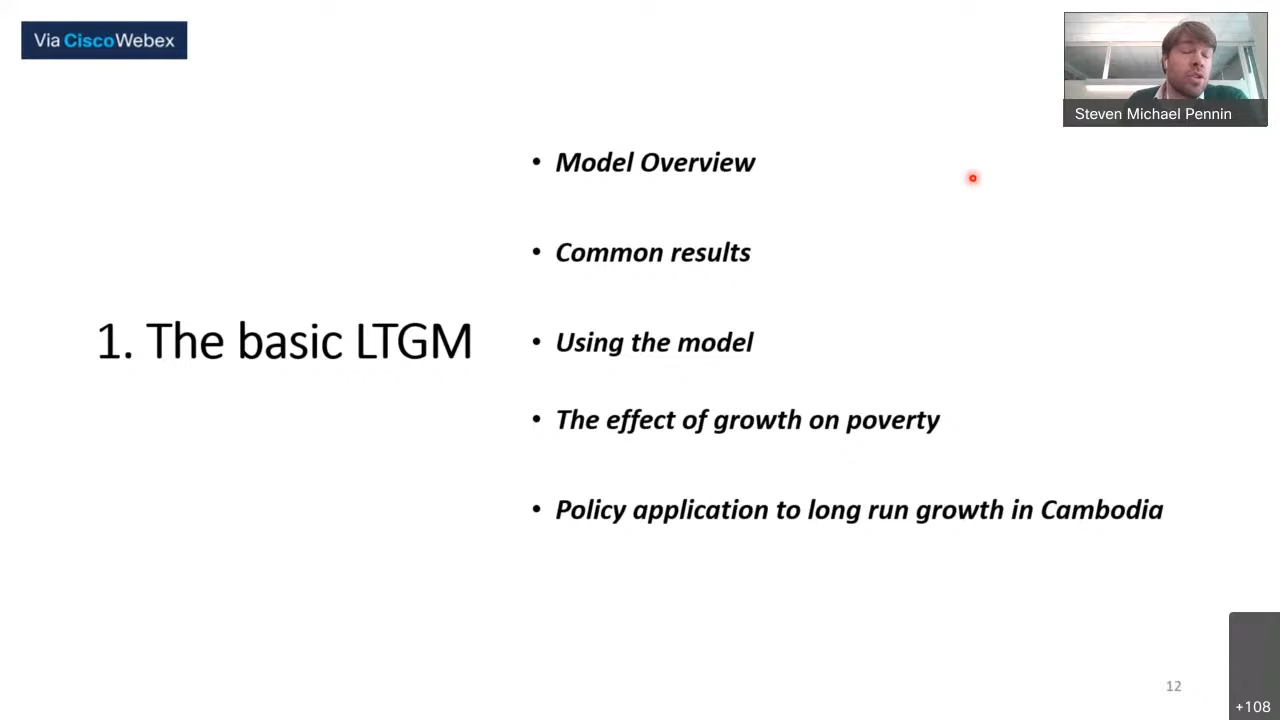 Via CiscoWebex
Steven Michael Pennin
• Model Overview
• Common results
1. The basic LTGM
• Using the model
• The effect of growth on poverty
• Policy application to long run growth in Cambodia
12
+108